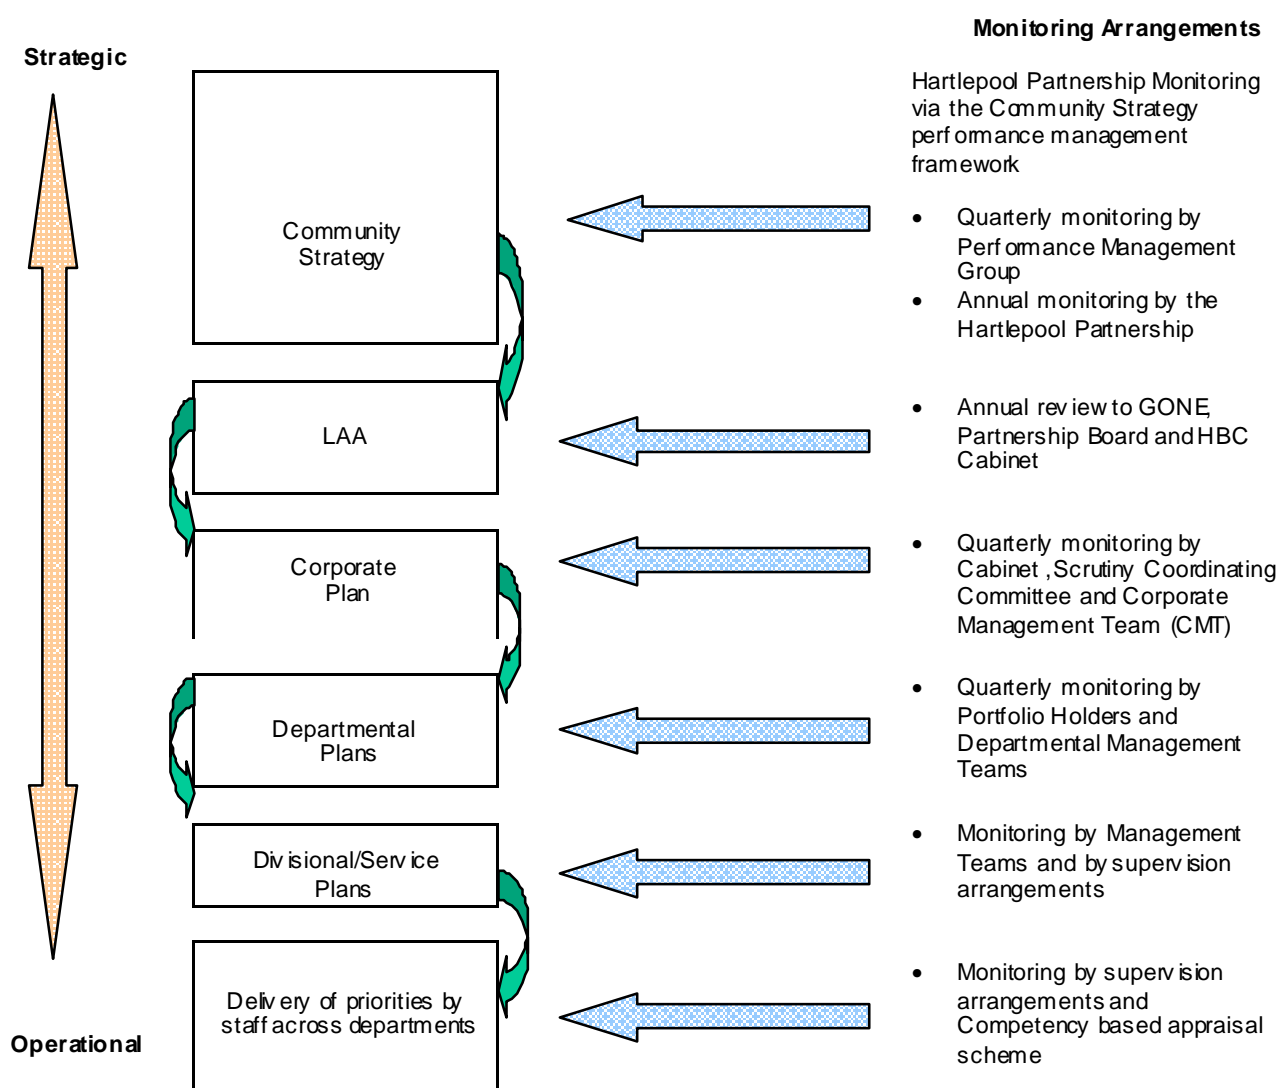 Monitoring Arrangements
Strategic
Hartlepool Partnership Monitoring
via the Community Strategy
performance management
framework
Community
Strategy
• Quarterly monitoring by
Performance Management
Group
• Annual monitoring by the
Hartlepool Partnership
LAA
• Annual review to GONE,
Partnership Board and HBC
Cabinet
Corporate
Plan
• Quarterly monitoring by
Cabinet ,Scrutiny Coordinating
Committee and Corporate
Management Team (CMT)
Departmental
Plans
• Quarterly monitoring by
Portfolio Holders and
Departmental Management
Teams
Divisional/Service
Plans
• Monitoring by Management
Teams and by supervision
arrangements
Delivery of priorities by
staff across departments
• Monitoring by supervision
arrangements and
Competency based appraisal
scheme
Operational